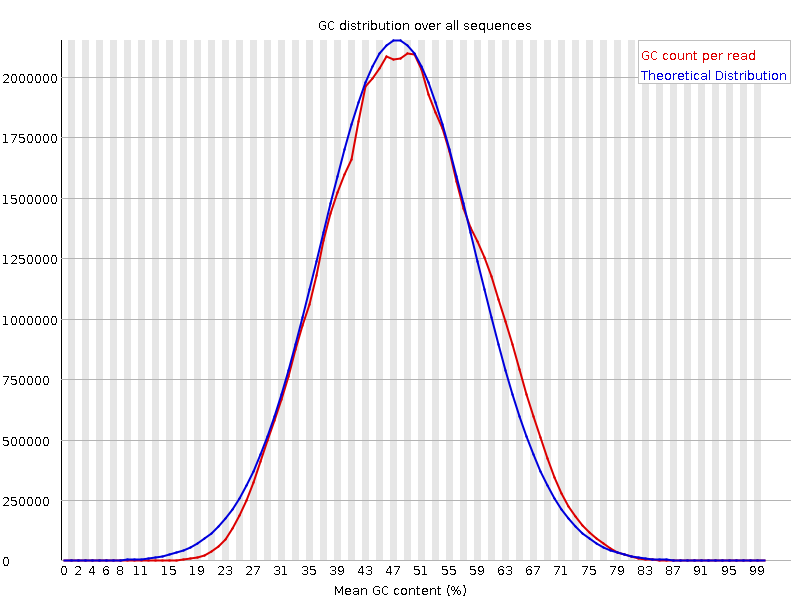 GC distribution over all sequences
GC count per read
Theoretical Distribution
2000000
1750000
1500000
1250000
1000000
750000
500000
250000
0
0 2 4 6 8 11 15 19 23 27 31 35 39 43 47 51 55 59 63 67 71 75 79 83 87 91 95 99
Mean GC content (%)